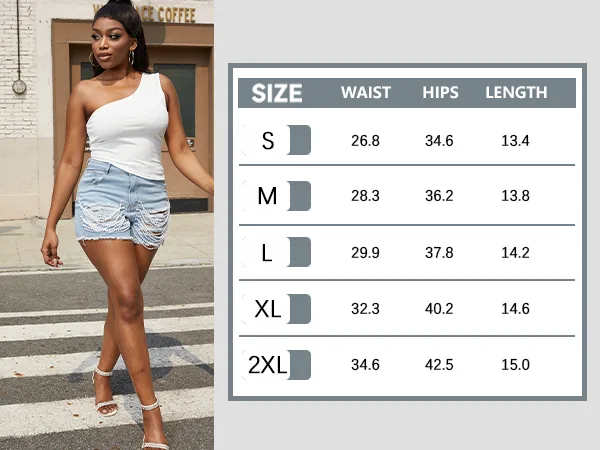 COFFEE
SIZE WAIST HIPS LENGTH
S 26.8 34.6 13.4
M 28.3 36.2 13.8
L 29.9 37.8 14.2
XL 32.3 40.2 14.6
2XL 34.6 42.5 15.0